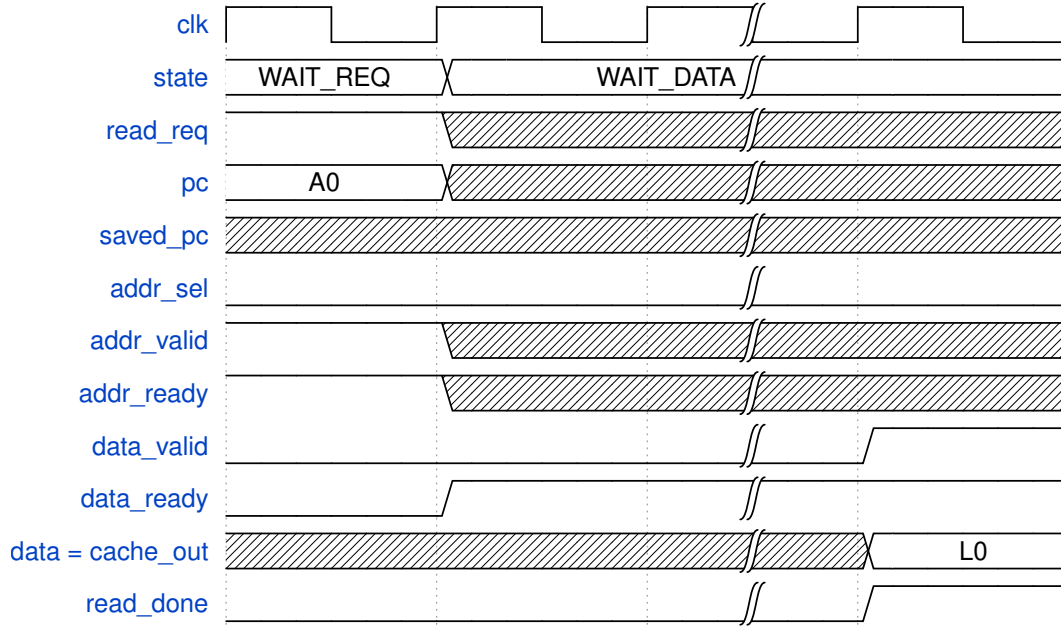 clk
state WAIT_REQ WAIT_DATA
read_req
pc A0
saved_pc
addr_sel
addr_valid
addr_ready
data_valid
data_ready
data = cache_out L0
read_done